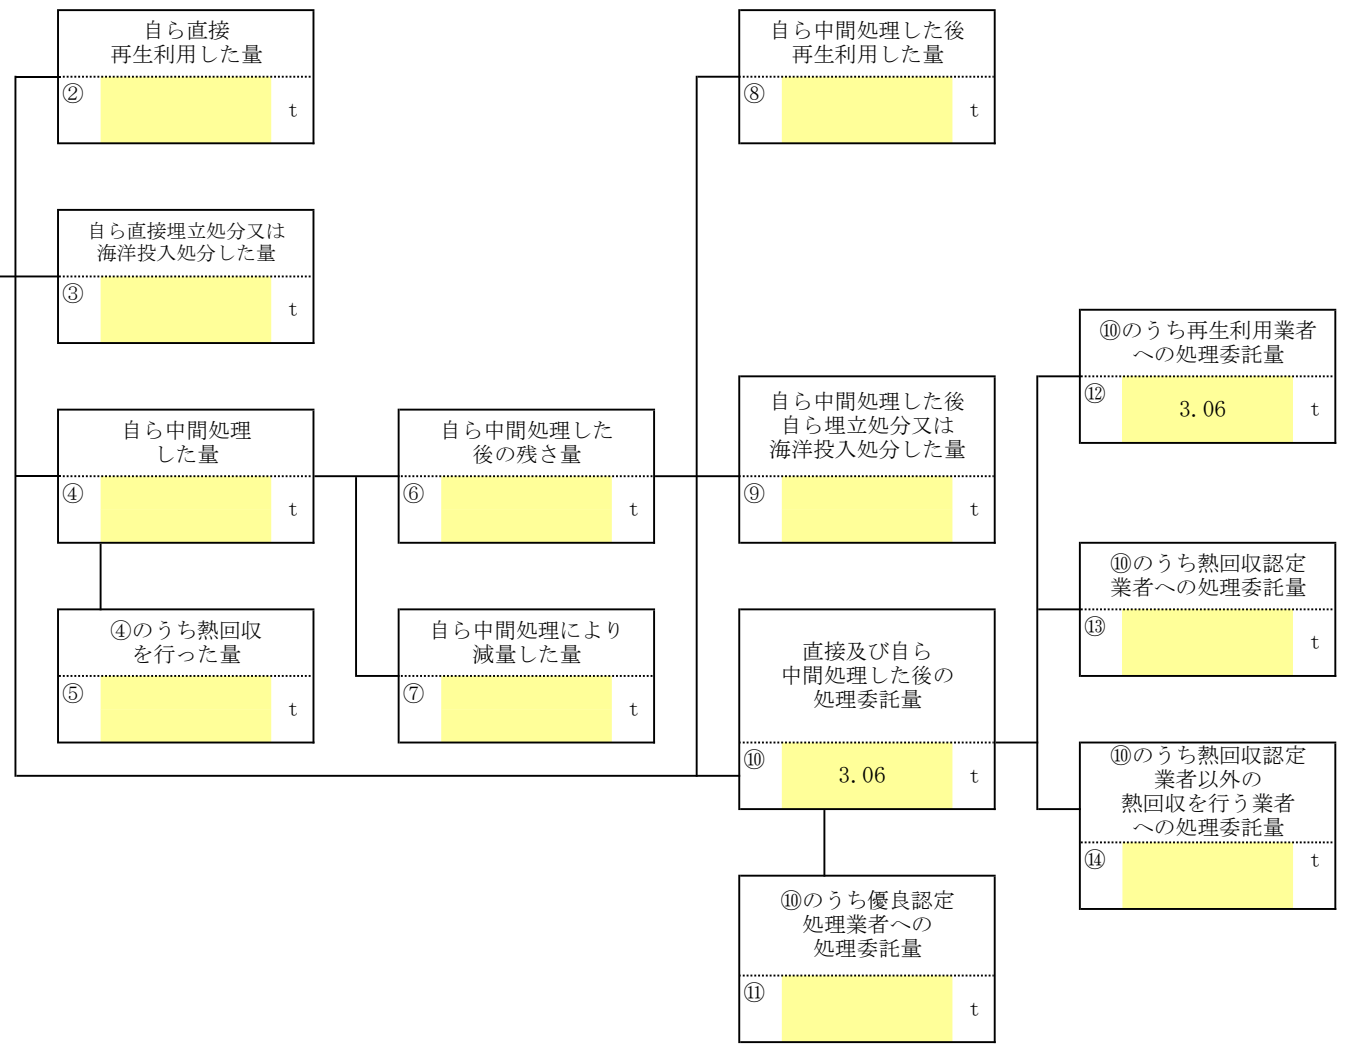 自ら直接
再生利用した量
②
t
自ら中間処理した後
再生利用した量
⑧
t
自ら直接埋立処分又は
海洋投入処分した量
③
t
⑩のうち再生利用業者
への処理委託量
⑫
3.06
t
自ら中間処理
した量
④
t
自ら中間処理した
後の残さ量
⑥
t
自ら中間処理した後
自ら埋立処分又は
海洋投入処分した量
⑨
t
⑩のうち熱回収認定
業者への処理委託量
⑬
t
④のうち熱回収
を行った量
⑤
t
自ら中間処理により
減量した量
⑦
t
直接及び自ら
中間処理した後の
処理委託量
⑩
3.06
t
⑩のうち熱回収認定
業者以外の
熱回収を行う業者
への処理委託量
⑭
t
⑩のうち優良認定
処理業者への
処理委託量
⑪
t